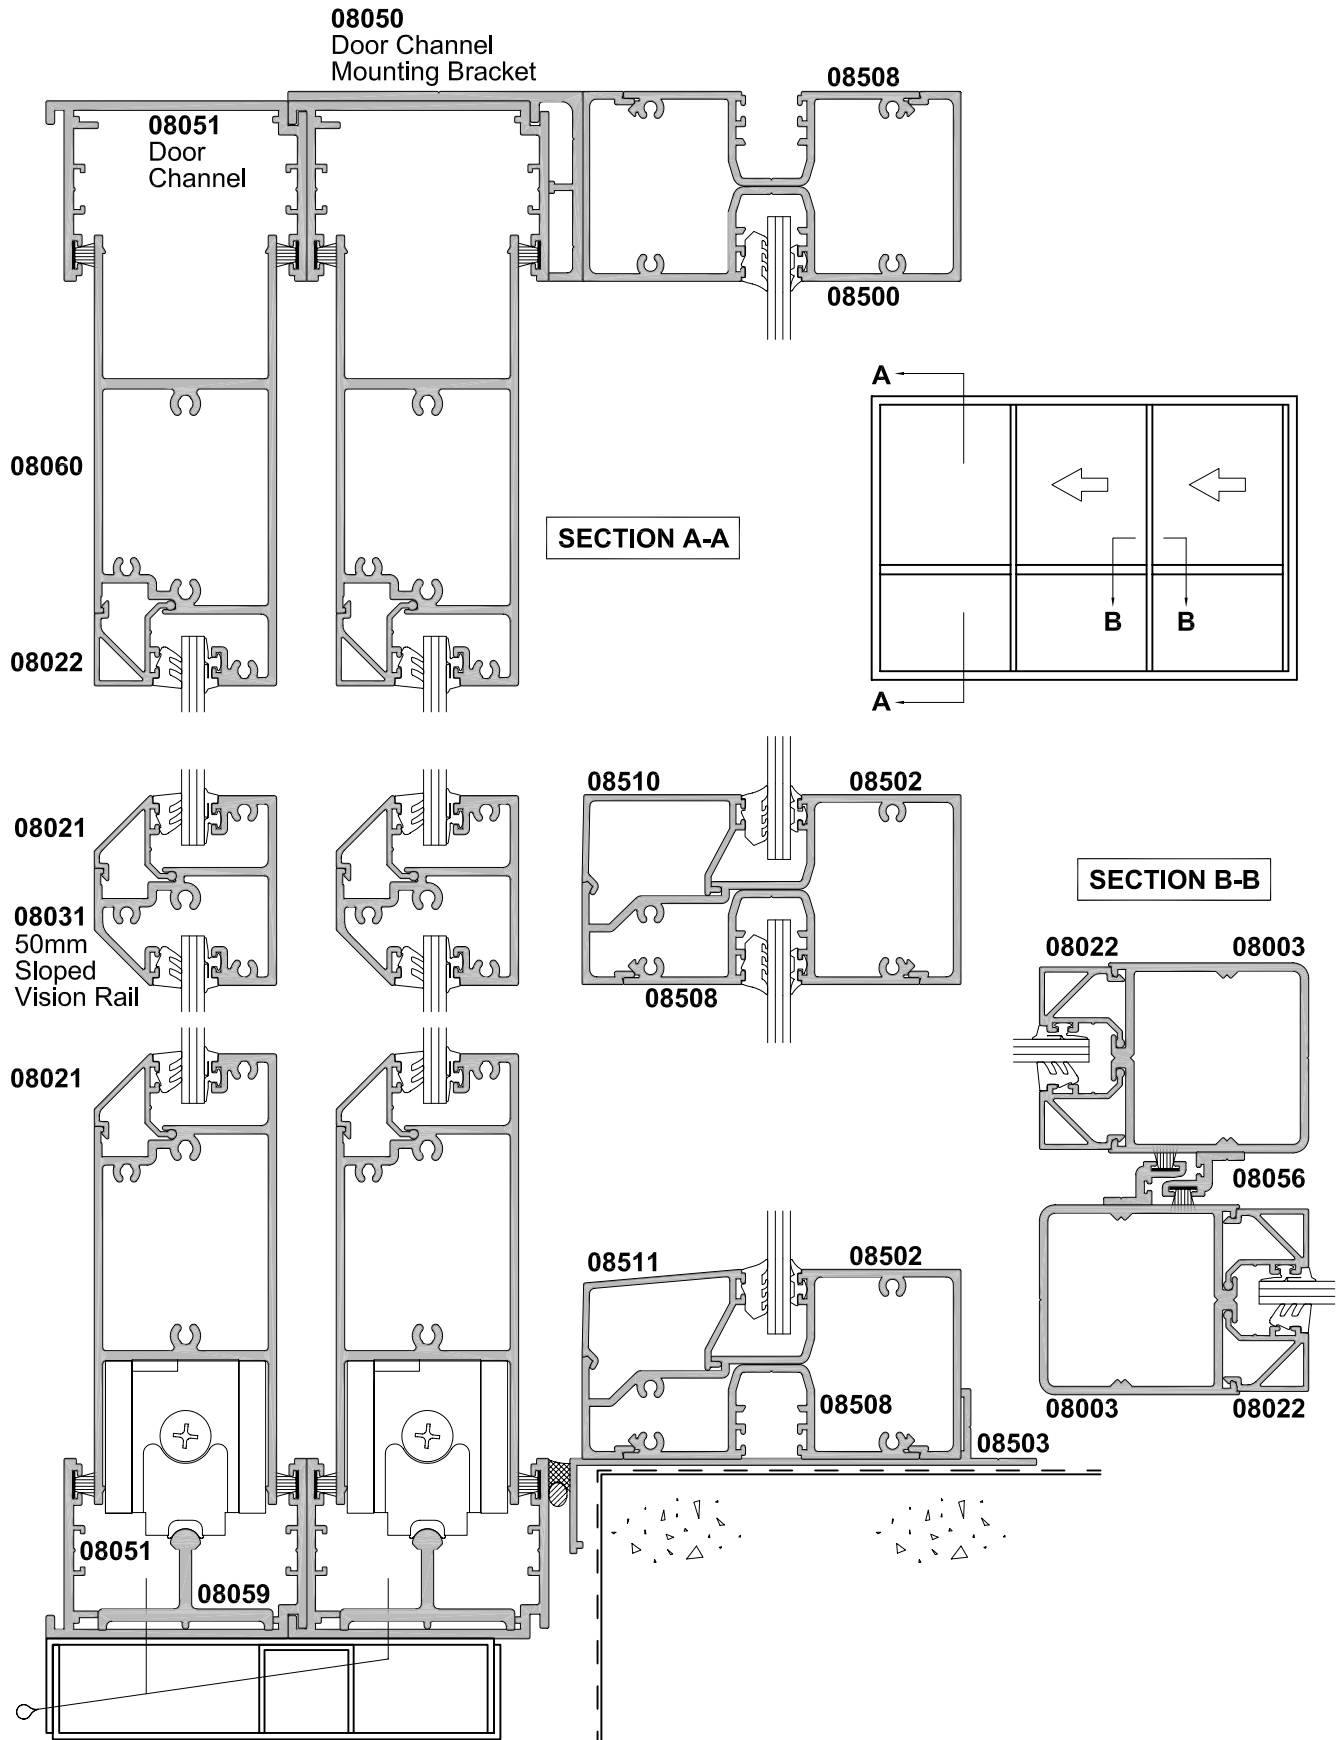 08050
Door Channel
Mounting Bracket
08508
08051
Door
Channel
08500
A
08060
SECTION A-A
B
B
08022
A
08510
08502
08021
SECTION B-B
08031
50mm
Sloped
Vision Rail
08508
08022
08003
08021
08056
08511
08502
08508
08503
08003
08022
08051
08059